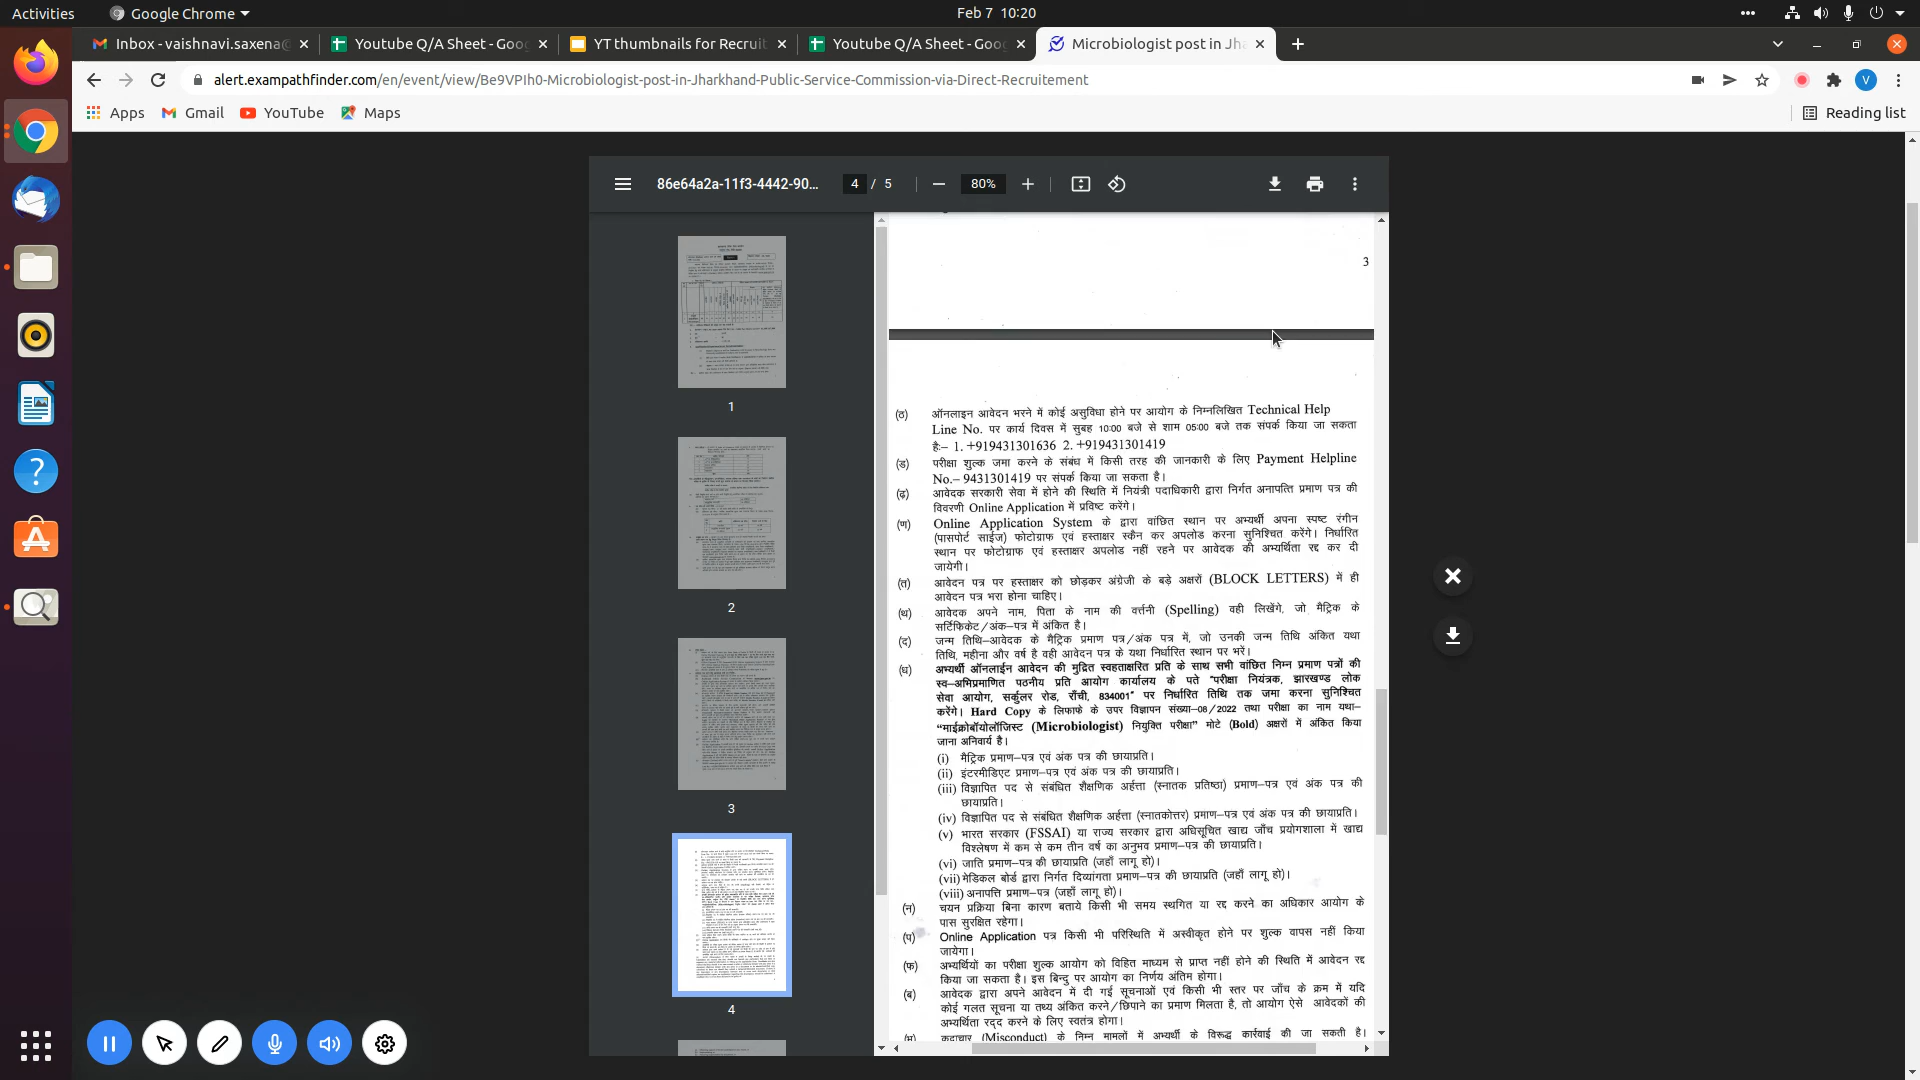 Activities
Google Chrome
Feb 7 10:20
Inbox - vaishnavi.saxena@
Youtube Q/A Sheet - Goog
YT thumbnails for Recruit
Youtube Q/A Sheet - Goog
Microbiologist post in Jha
alert.exampathfinder.com/en/event/view/Be9VPIh0-Microbiologist-post-in-Jharkhand-Public-Service-Commission-via-Direct-Recruitement
V
Apps
Gmail
YouTube
Maps
Reading list
86e64a2a-11f3-4442-90...
4 / 5
80%
1
2
3
4
3
(ठ) ऑनलाइन आवेदन भरने में कोई असुविधा होने पर आयोग के निम्नलिखित Technical Help
Line No. पर कार्य दिवस में सुबह 10:00 बजे से शाम 05:00 बजे तक संपर्क किया जा सकता
है:– 1. +919431301636 2. +919431301419
(ड) परीक्षा शुल्क जमा करने के संबंध में किसी तरह की जानकारी के लिए Payment Helpline
No.– 9431301419 पर संपर्क किया जा सकता है।
(ढ़) आवेदक सरकारी सेवा में होने की स्थिति में नियंत्री पदाधिकारी द्वारा निर्गत अनापत्ति प्रमाण पत्र की
विवरणी Online Application में प्रविष्ट करेंगे।
(ण) Online Application System के द्वारा वांछित स्थान पर अभ्यर्थी अपना स्पष्ट रंगीन
(पासपोर्ट साईज) फोटोग्राफ एवं हस्ताक्षर स्कैन कर अपलोड करना सुनिश्चित करेंगे। निर्धारित
स्थान पर फोटोग्राफ एवं हस्ताक्षर अपलोड नहीं रहने पर आवेदक की अभ्यर्थिता रद्द कर दी
जायेगी।
(त) आवेदन पत्र पर हस्ताक्षर को छोड़कर अंग्रेजी के बड़े अक्षरों (BLOCK LETTERS) में ही
आवेदन पत्र भरा होना चाहिए।
(थ) आवेदक अपने नाम, पिता के नाम की वर्त्तनी (Spelling) वही लिखेंगे, जो मैट्रिक के
सर्टिफिकेट/अंक–पत्र में अंकित है।
(द) जन्म तिथि–आवेदक के मैट्रिक प्रमाण पत्र/अंक पत्र में, जो उनकी जन्म तिथि अंकित यथा
तिथि, महीना और वर्ष है वही आवेदन पत्र के यथा निर्धारित स्थान पर भरें।
(ध) अभ्यर्थी ऑनलाईन आवेदन की मुद्रित स्वहताक्षरित प्रति के साथ सभी वांछित निम्न प्रमाण पत्रों की
स्व–अभिप्रमाणित पठनीय प्रति आयोग कार्यालय के पते "परीक्षा नियंत्रक, झारखण्ड लोक
सेवा आयोग, सर्कुलर रोड, राँची, 834001" पर निर्धारित तिथि तक जमा करना सुनिश्चित
करेंगे। Hard Copy के लिफाफे के उपर विज्ञापन संख्या–08/2022 तथा परीक्षा का नाम यथा–
"माईक्रोबॉयोलॉजिस्ट (Microbiologist) नियुक्ति परीक्षा" मोटे (Bold) अक्षरों में अंकित किया
जाना अनिवार्य है।
(i) मैट्रिक प्रमाण–पत्र एवं अंक पत्र की छायाप्रति।
(ii) इंटरमीडिएट प्रमाण–पत्र एवं अंक पत्र की छायाप्रति।
(iii) विज्ञापित पद से संबंधित शैक्षणिक अर्हत्ता (स्नातक प्रतिष्ठा) प्रमाण–पत्र एवं अंक पत्र की
छायाप्रति।
(iv) विज्ञापित पद से संबंधित शैक्षणिक अर्हत्ता (स्नातकोत्तर) प्रमाण–पत्र एवं अंक पत्र की छायाप्रति।
(v) भारत सरकार (FSSAI) या राज्य सरकार द्वारा अधिसूचित खाद्य जाँच प्रयोगशाला में खाद्य
विश्लेषण में कम से कम तीन वर्ष का अनुभव प्रमाण–पत्र की छायाप्रति।
(vi) जाति प्रमाण–पत्र की छायाप्रति (जहाँ लागू हो)।
(vii) मेडिकल बोर्ड द्वारा निर्गत दिव्यांगता प्रमाण–पत्र की छायाप्रति (जहाँ लागू हो)।
(viii) अनापत्ति प्रमाण–पत्र (जहाँ लागू हो)।
(न) चयन प्रक्रिया बिना कारण बताये किसी भी समय स्थगित या रद्द करने का अधिकार आयोग के
पास सुरक्षित रहेगा।
(प) Online Application पत्र किसी भी परिस्थिति में अस्वीकृत होने पर शुल्क वापस नहीं किया
जायेगा।
(फ) अभ्यर्थियों का परीक्षा शुल्क आयोग को विहित माध्यम से प्राप्त नहीं होने की स्थिति में आवेदन रद्द
किया जा सकता है। इस बिन्दु पर आयोग का निर्णय अंतिम होगा।
(ब) आवेदक द्वारा अपने आवेदन में दी गई सूचनाओं एवं किसी भी स्तर पर जाँच के क्रम में यदि
कोई गलत सूचना या तथ्य अंकित करने/छिपाने का प्रमाण मिलता है, तो आयोग ऐसे आवेदकों की
अभ्यर्थिता रद्द करने के लिए स्वतंत्र होगा।
(भ) कदाचार (Misconduct) के निम्न मामलों में अभ्यर्थी के विरूद्ध कार्रवाई की जा सकती है।